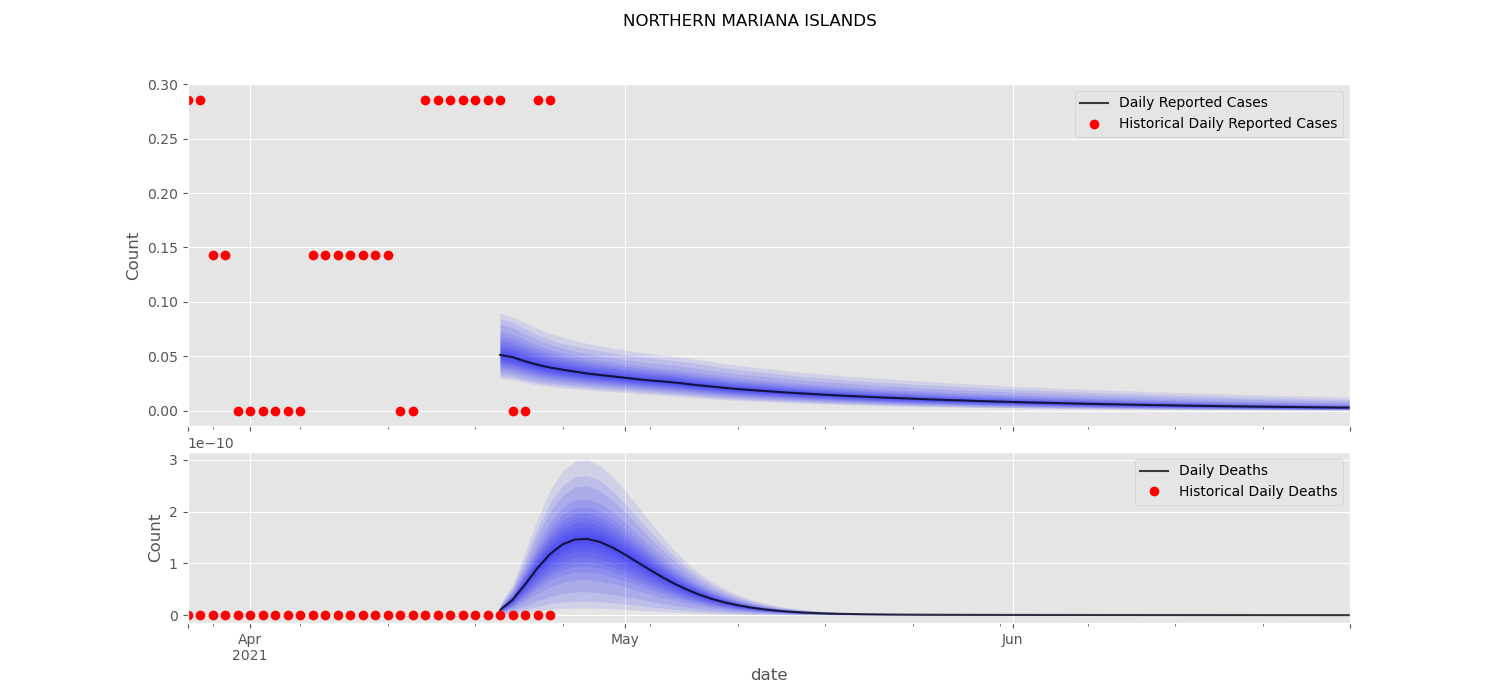 NORTHERN MARIANA ISLANDS
0.30
0.25
0.20
0.15
0.10
0.05
0.00
Count
Daily Reported Cases
Historical Daily Reported Cases
1e−10
3
2
1
0
Count
Daily Deaths
Historical Daily Deaths
Apr
2021
May
Jun
date